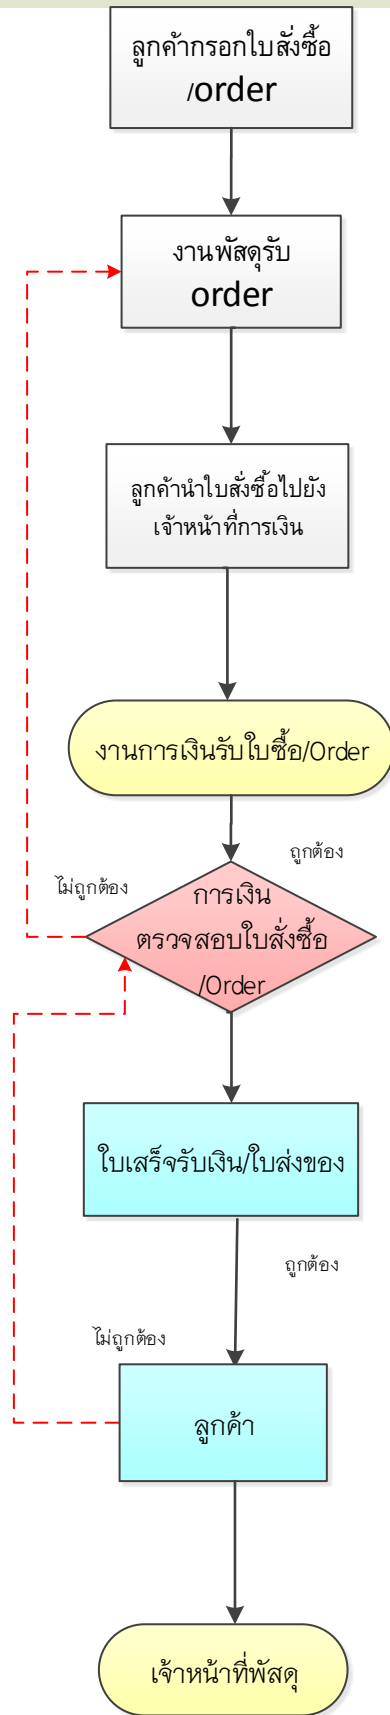 ลูกค้ากรอกใบสั่งซื้อ
/order
งานพัสดุรับ
order
ลูกค้านำใบสั่งซื้อไปยัง
เจ้าหน้าที่การเงิน
งานการเงินรับใบซื้อ/Order
ถูกต้อง
ไม่ถูกต้อง
การเงิน
ตรวจสอบใบสั่งซื้อ
/Order
ใบเสร็จรับเงิน/ใบส่งของ
ถูกต้อง
ไม่ถูกต้อง
ลูกค้า
เจ้าหน้าที่พัสดุ